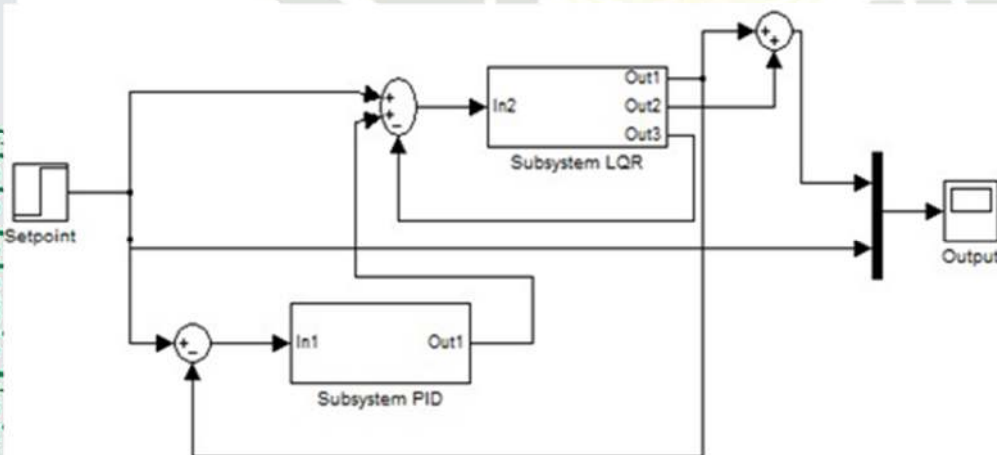 Out1
In2
Out2
Out3
Subsystem LQR
Setpoint
Output
In1
Out1
Subsystem PID